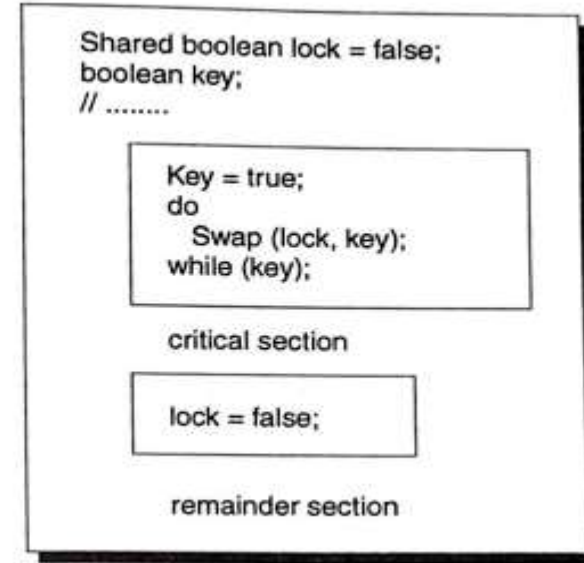 Shared boolean lock = false;
boolean key;
// ........
Key = true;
do
Swap (lock, key);
while (key);
critical section
lock = false;
remainder section